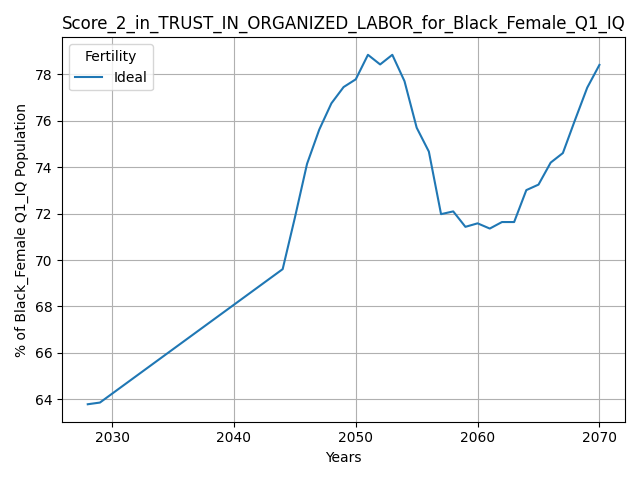 Score_2_in_TRUST_IN_ORGANIZED_LABOR_for_Black_Female_Q1_IQ
Fertility
Ideal
% of Black_Female Q1_IQ Population
78
76
74
72
70
68
66
64
2030 2040 2050 2060 2070
Years